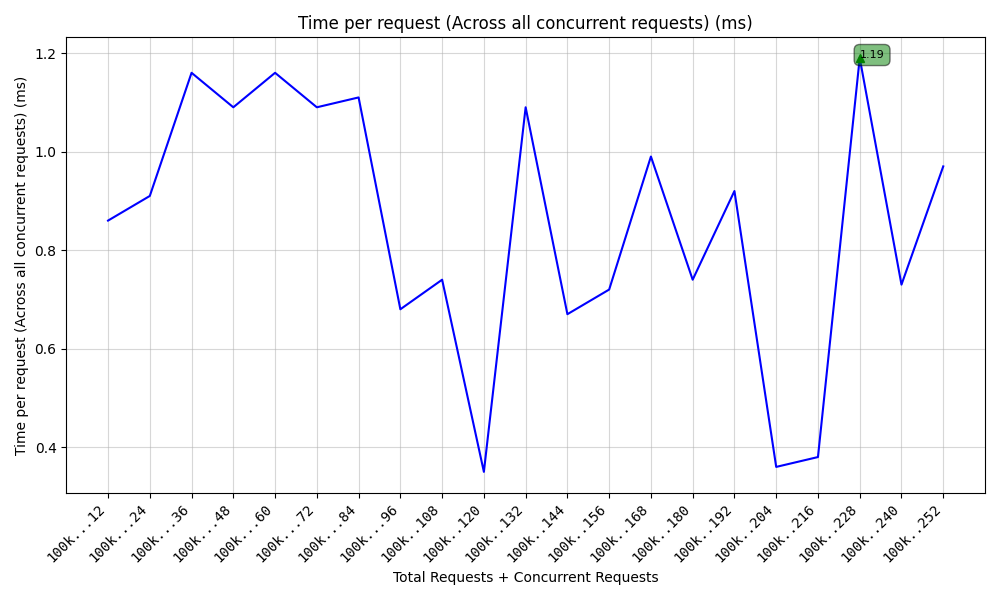 Time per request (Across all concurrent requests) (ms)
1.19
1.2
1.0
0.8
0.6
0.4
Time per request (Across all concurrent requests) (ms)
100k...12
100k...24
100k...36
100k...48
100k...60
100k...72
100k...84
100k...96
100k..108
100k..120
100k..132
100k..144
100k..156
100k..168
100k..180
100k..192
100k..204
100k..216
100k..228
100k..240
100k..252
Total Requests + Concurrent Requests